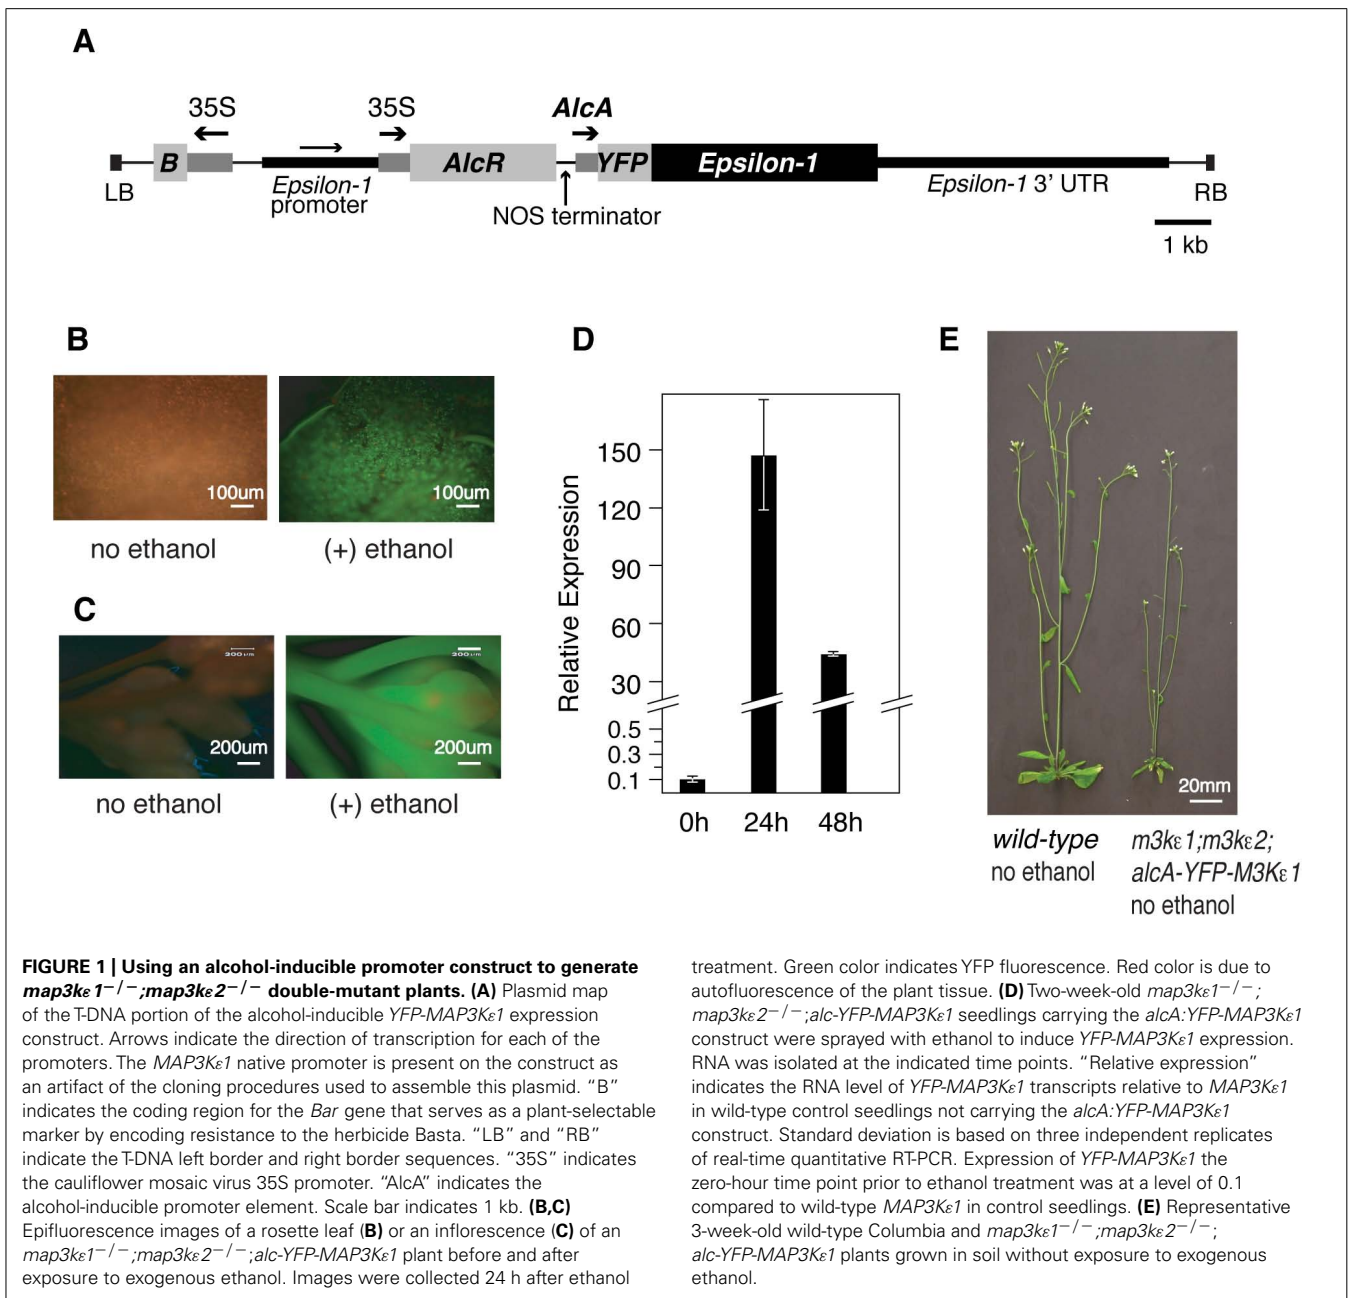 A
35S
35S
AlcA
B
AlcR
YFP
Epsilon-1
LB
Epsilon-1
promoter
NOS terminator
Epsilon-1 3' UTR
RB
1 kb
B
100um
100um
no ethanol
(+) ethanol
C
200um
200um
no ethanol
(+) ethanol
D
Relative Expression
150
120
90
60
30
0.5
0.3
0.1
0h
24h
48h
E
20mm
wild-type
no ethanol
m3kε1;m3kε2;
alcA-YFP-M3Kε1
no ethanol
FIGURE 1 | Using an alcohol-inducible promoter construct to generate
map3kε1−/−;map3kε2−/− double-mutant plants. (A) Plasmid map
of the T-DNA portion of the alcohol-inducible YFP-MAP3Kε1 expression
construct. Arrows indicate the direction of transcription for each of the
promoters. The MAP3Kε1 native promoter is present on the construct as
an artifact of the cloning procedures used to assemble this plasmid. “B”
indicates the coding region for the Bar gene that serves as a plant-selectable
marker by encoding resistance to the herbicide Basta. “LB” and “RB”
indicate the T-DNA left border and right border sequences. “35S” indicates
the cauliflower mosaic virus 35S promoter. “AlcA” indicates the
alcohol-inducible promoter element. Scale bar indicates 1 kb. (B,C)
Epifluorescence images of a rosette leaf (B) or an inflorescence (C) of an
map3kε1−/−;map3kε2−/−;alc-YFP-MAP3Kε1 plant before and after
exposure to exogenous ethanol. Images were collected 24 h after ethanol
treatment. Green color indicates YFP fluorescence. Red color is due to
autofluorescence of the plant tissue. (D) Two-week-old map3kε1−/−;
map3kε2−/−;alc-YFP-MAP3Kε1 seedlings carrying the alcA:YFP-MAP3Kε1
construct were sprayed with ethanol to induce YFP-MAP3Kε1 expression.
RNA was isolated at the indicated time points. “Relative expression”
indicates the RNA level of YFP-MAP3Kε1 transcripts relative to MAP3Kε1
in wild-type control seedlings not carrying the alcA:YFP-MAP3Kε1
construct. Standard deviation is based on three independent replicates
of real-time quantitative RT-PCR. Expression of YFP-MAP3Kε1 the
zero-hour time point prior to ethanol treatment was at a level of 0.1
compared to wild-type MAP3Kε1 in control seedlings. (E) Representative
3-week-old wild-type Columbia and map3kε1−/−;map3kε2−/−;
alc-YFP-MAP3Kε1 plants grown in soil without exposure to exogenous
ethanol.